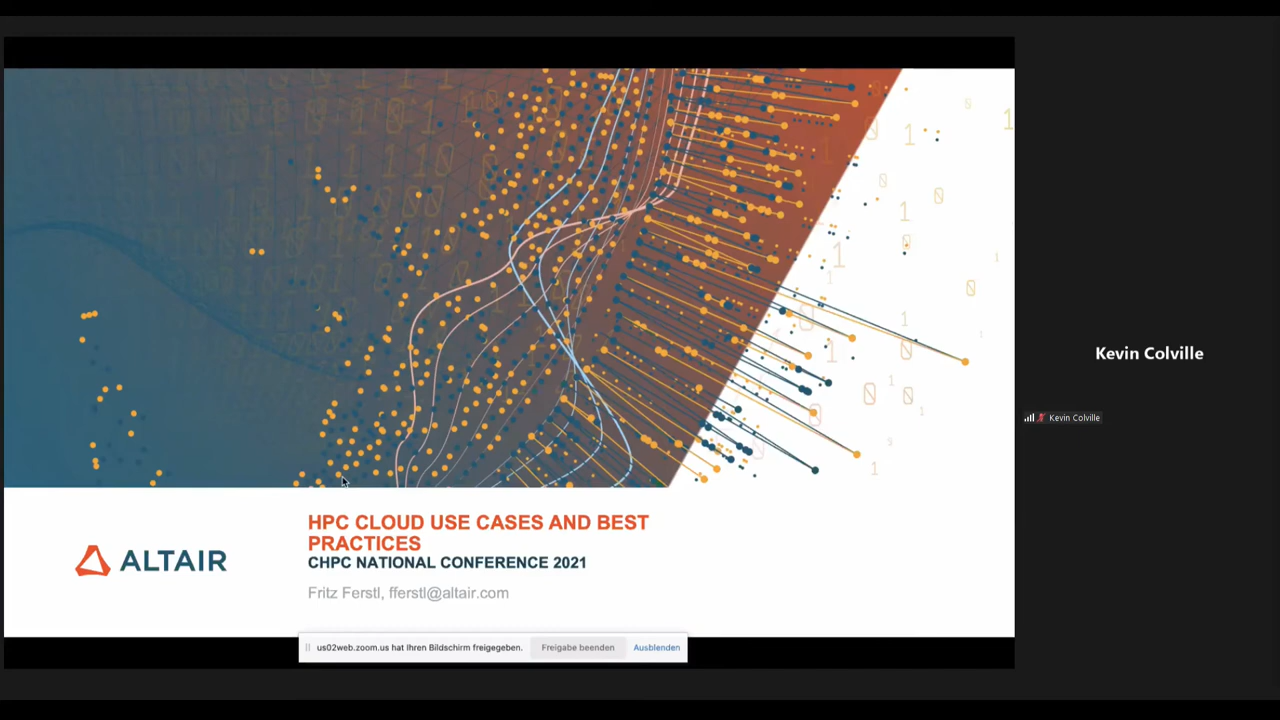 Kevin Colville
Kevin Colville
ALTAIR
HPC CLOUD USE CASES AND BEST
PRACTICES
CHPC NATIONAL CONFERENCE 2021
Fritz Ferstl, fferstl@altair.com
us02web.zoom.us hat Ihren Bildschirm freigegeben.
Freigabe beenden
Ausblenden